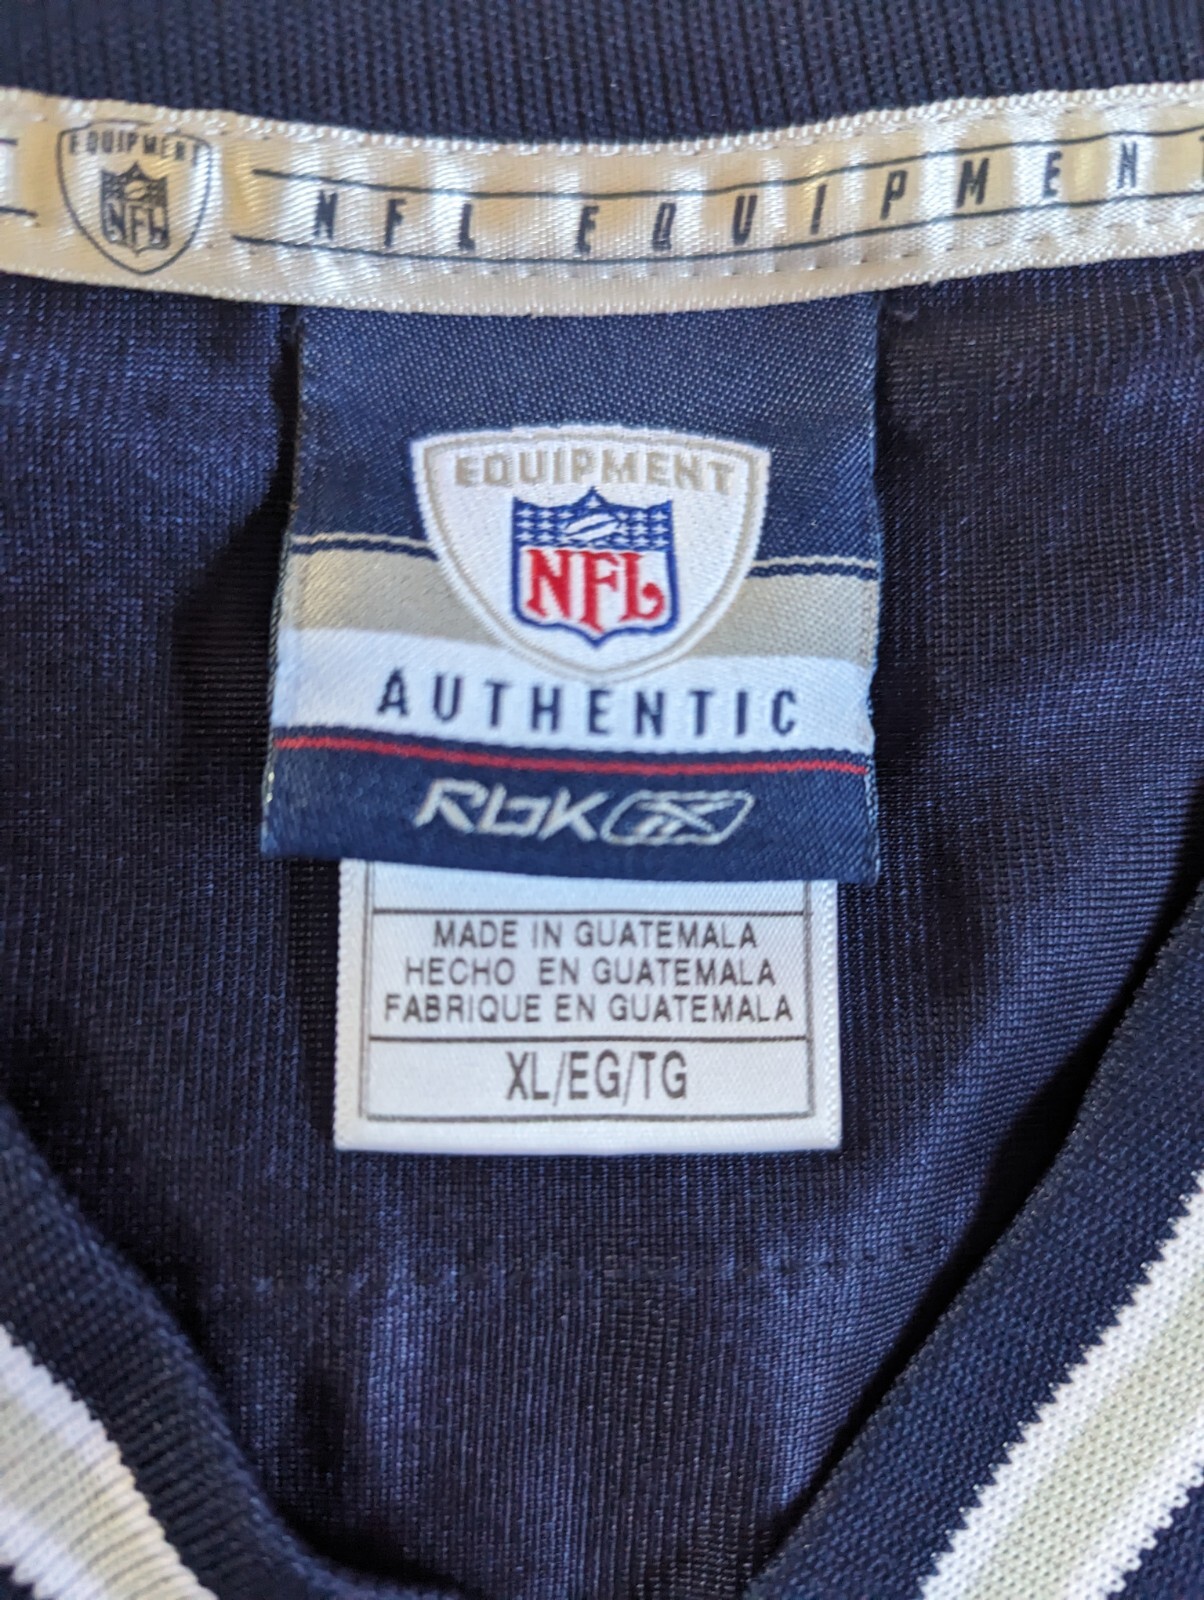 EQUIPMENT
NFL
NFL EQUIPMENT
EQUIPMENT
NFL
AUTHENTIC
RbK
MADE IN GUATEMALA
HECHO EN GUATEMALA
FABRIQUE EN GUATEMALA
XL/EG/TG